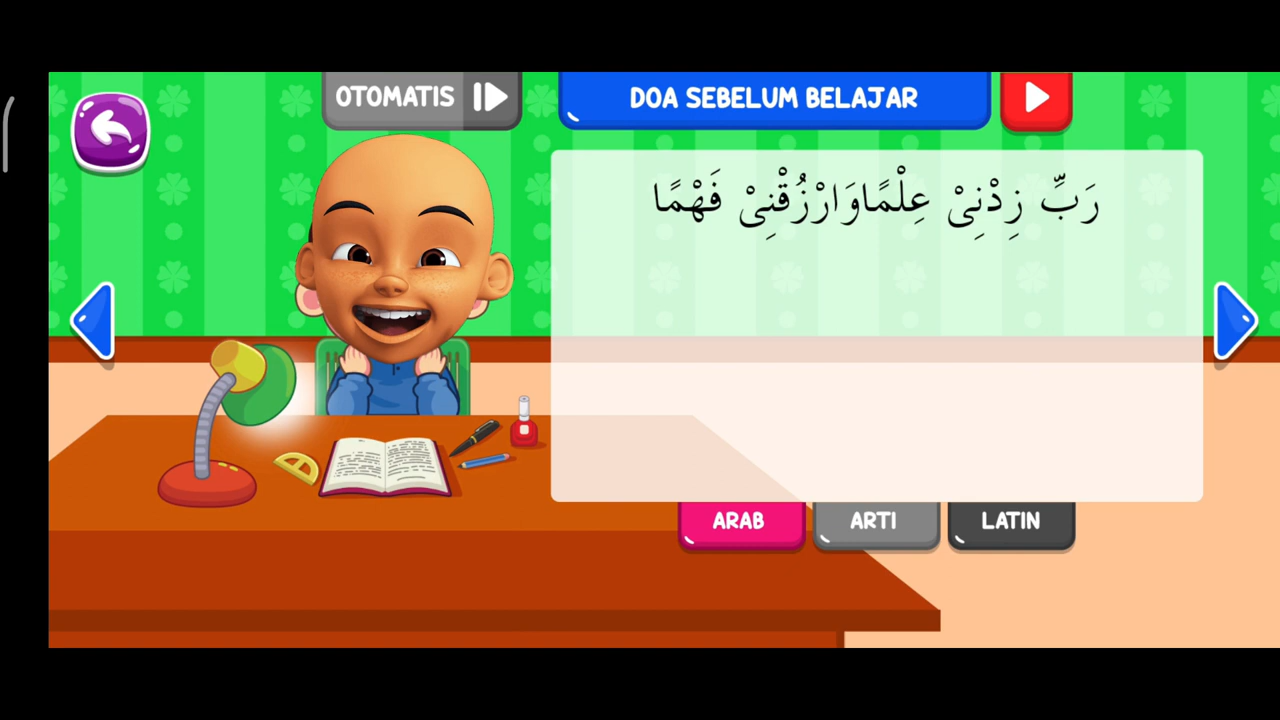 OTOMATIS
DOA SEBELUM BELAJAR
رَبِّ زِدْنِيْ عِلْمًاوَارْزُقْنِيْ فَهْمًا
ARAB
ARTI
LATIN